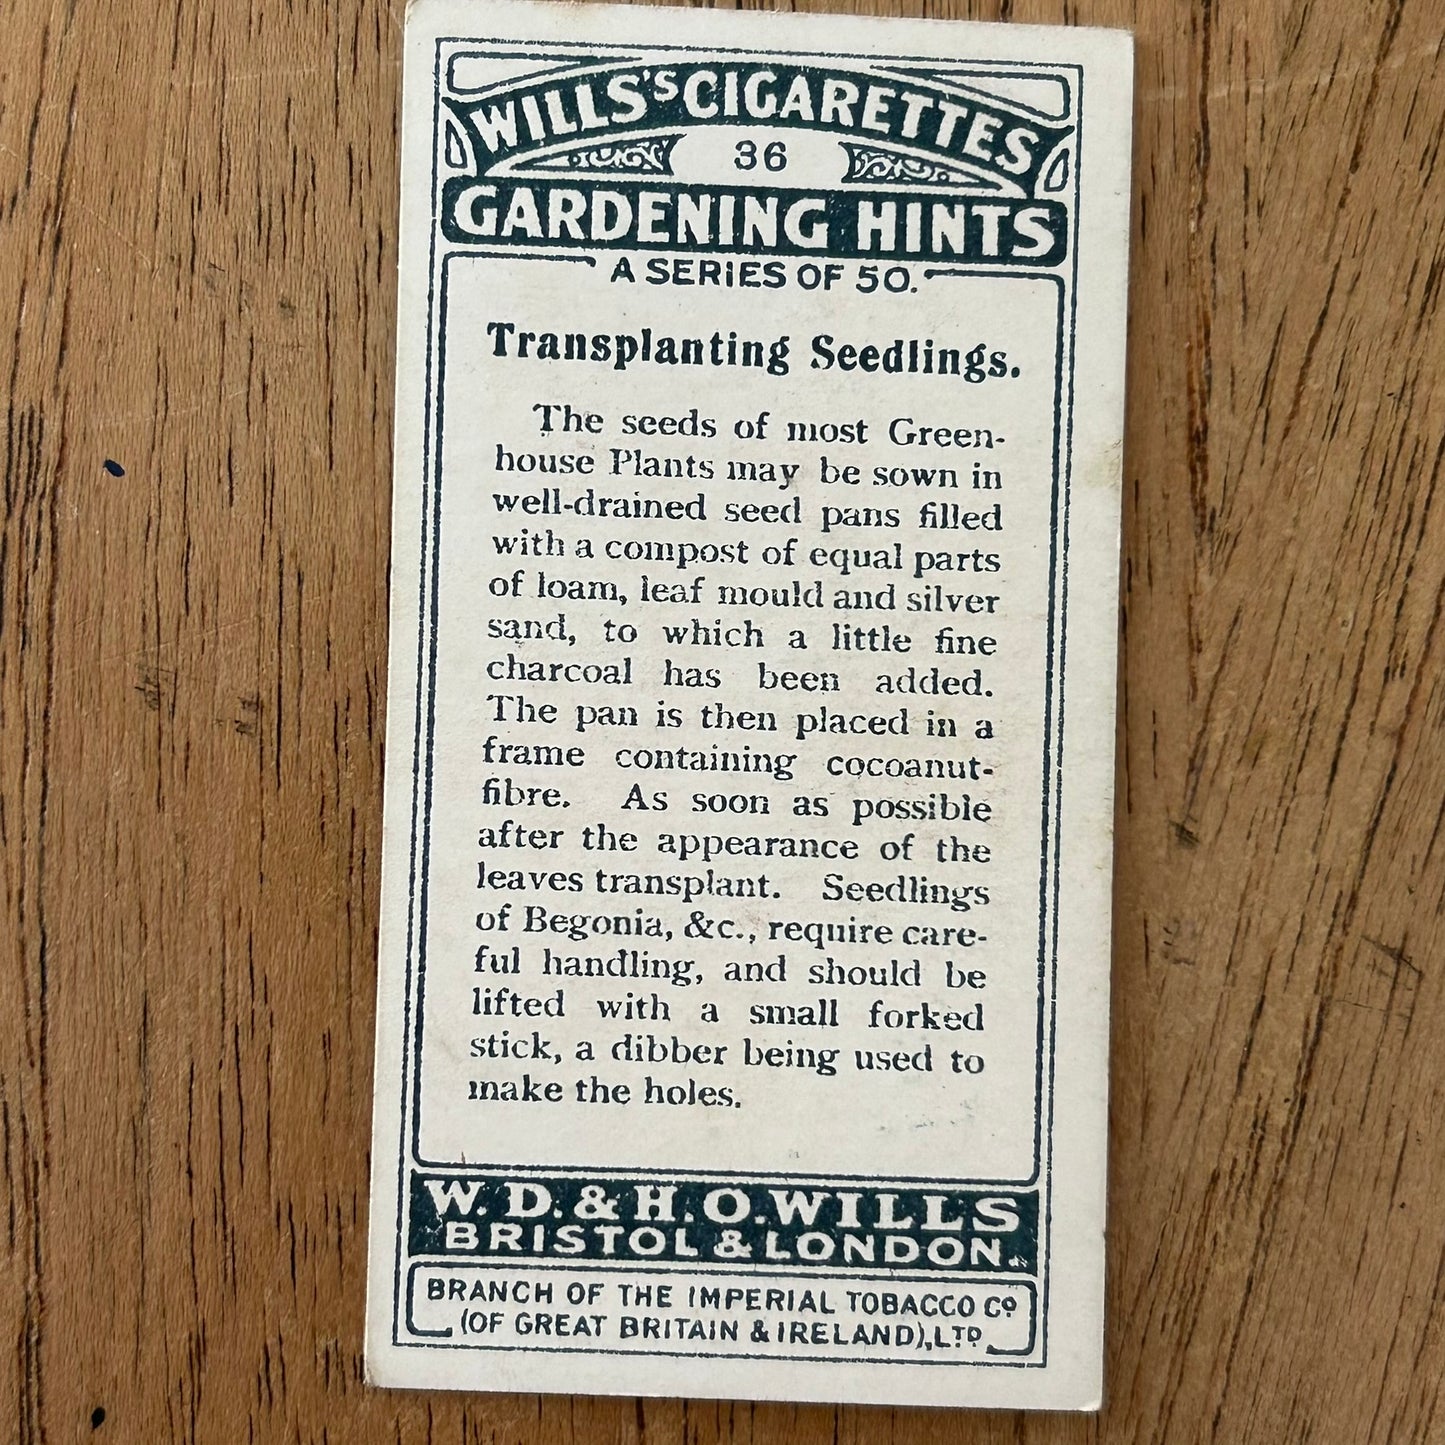 WILLS'S CIGARETTES
36
GARDENING HINTS
A SERIES OF 50.
Transplanting Seedlings.
The seeds of most Green-
house Plants may be sown in
well-drained seed pans filled
with a compost of equal parts
of loam, leaf mould and silver
sand, to which a little fine
charcoal has been added.
The pan is then placed in a
frame containing cocoanut-
fibre. As soon as possible
after the appearance of the
leaves transplant. Seedlings
of Begonia, &c., require care-
ful handling, and should be
lifted with a small forked
stick, a dibber being used to
make the holes.
W. D. & H. O. WILLS
BRISTOL & LONDON.
BRANCH OF THE IMPERIAL TOBACCO Cº
(OF GREAT BRITAIN & IRELAND), LTD.